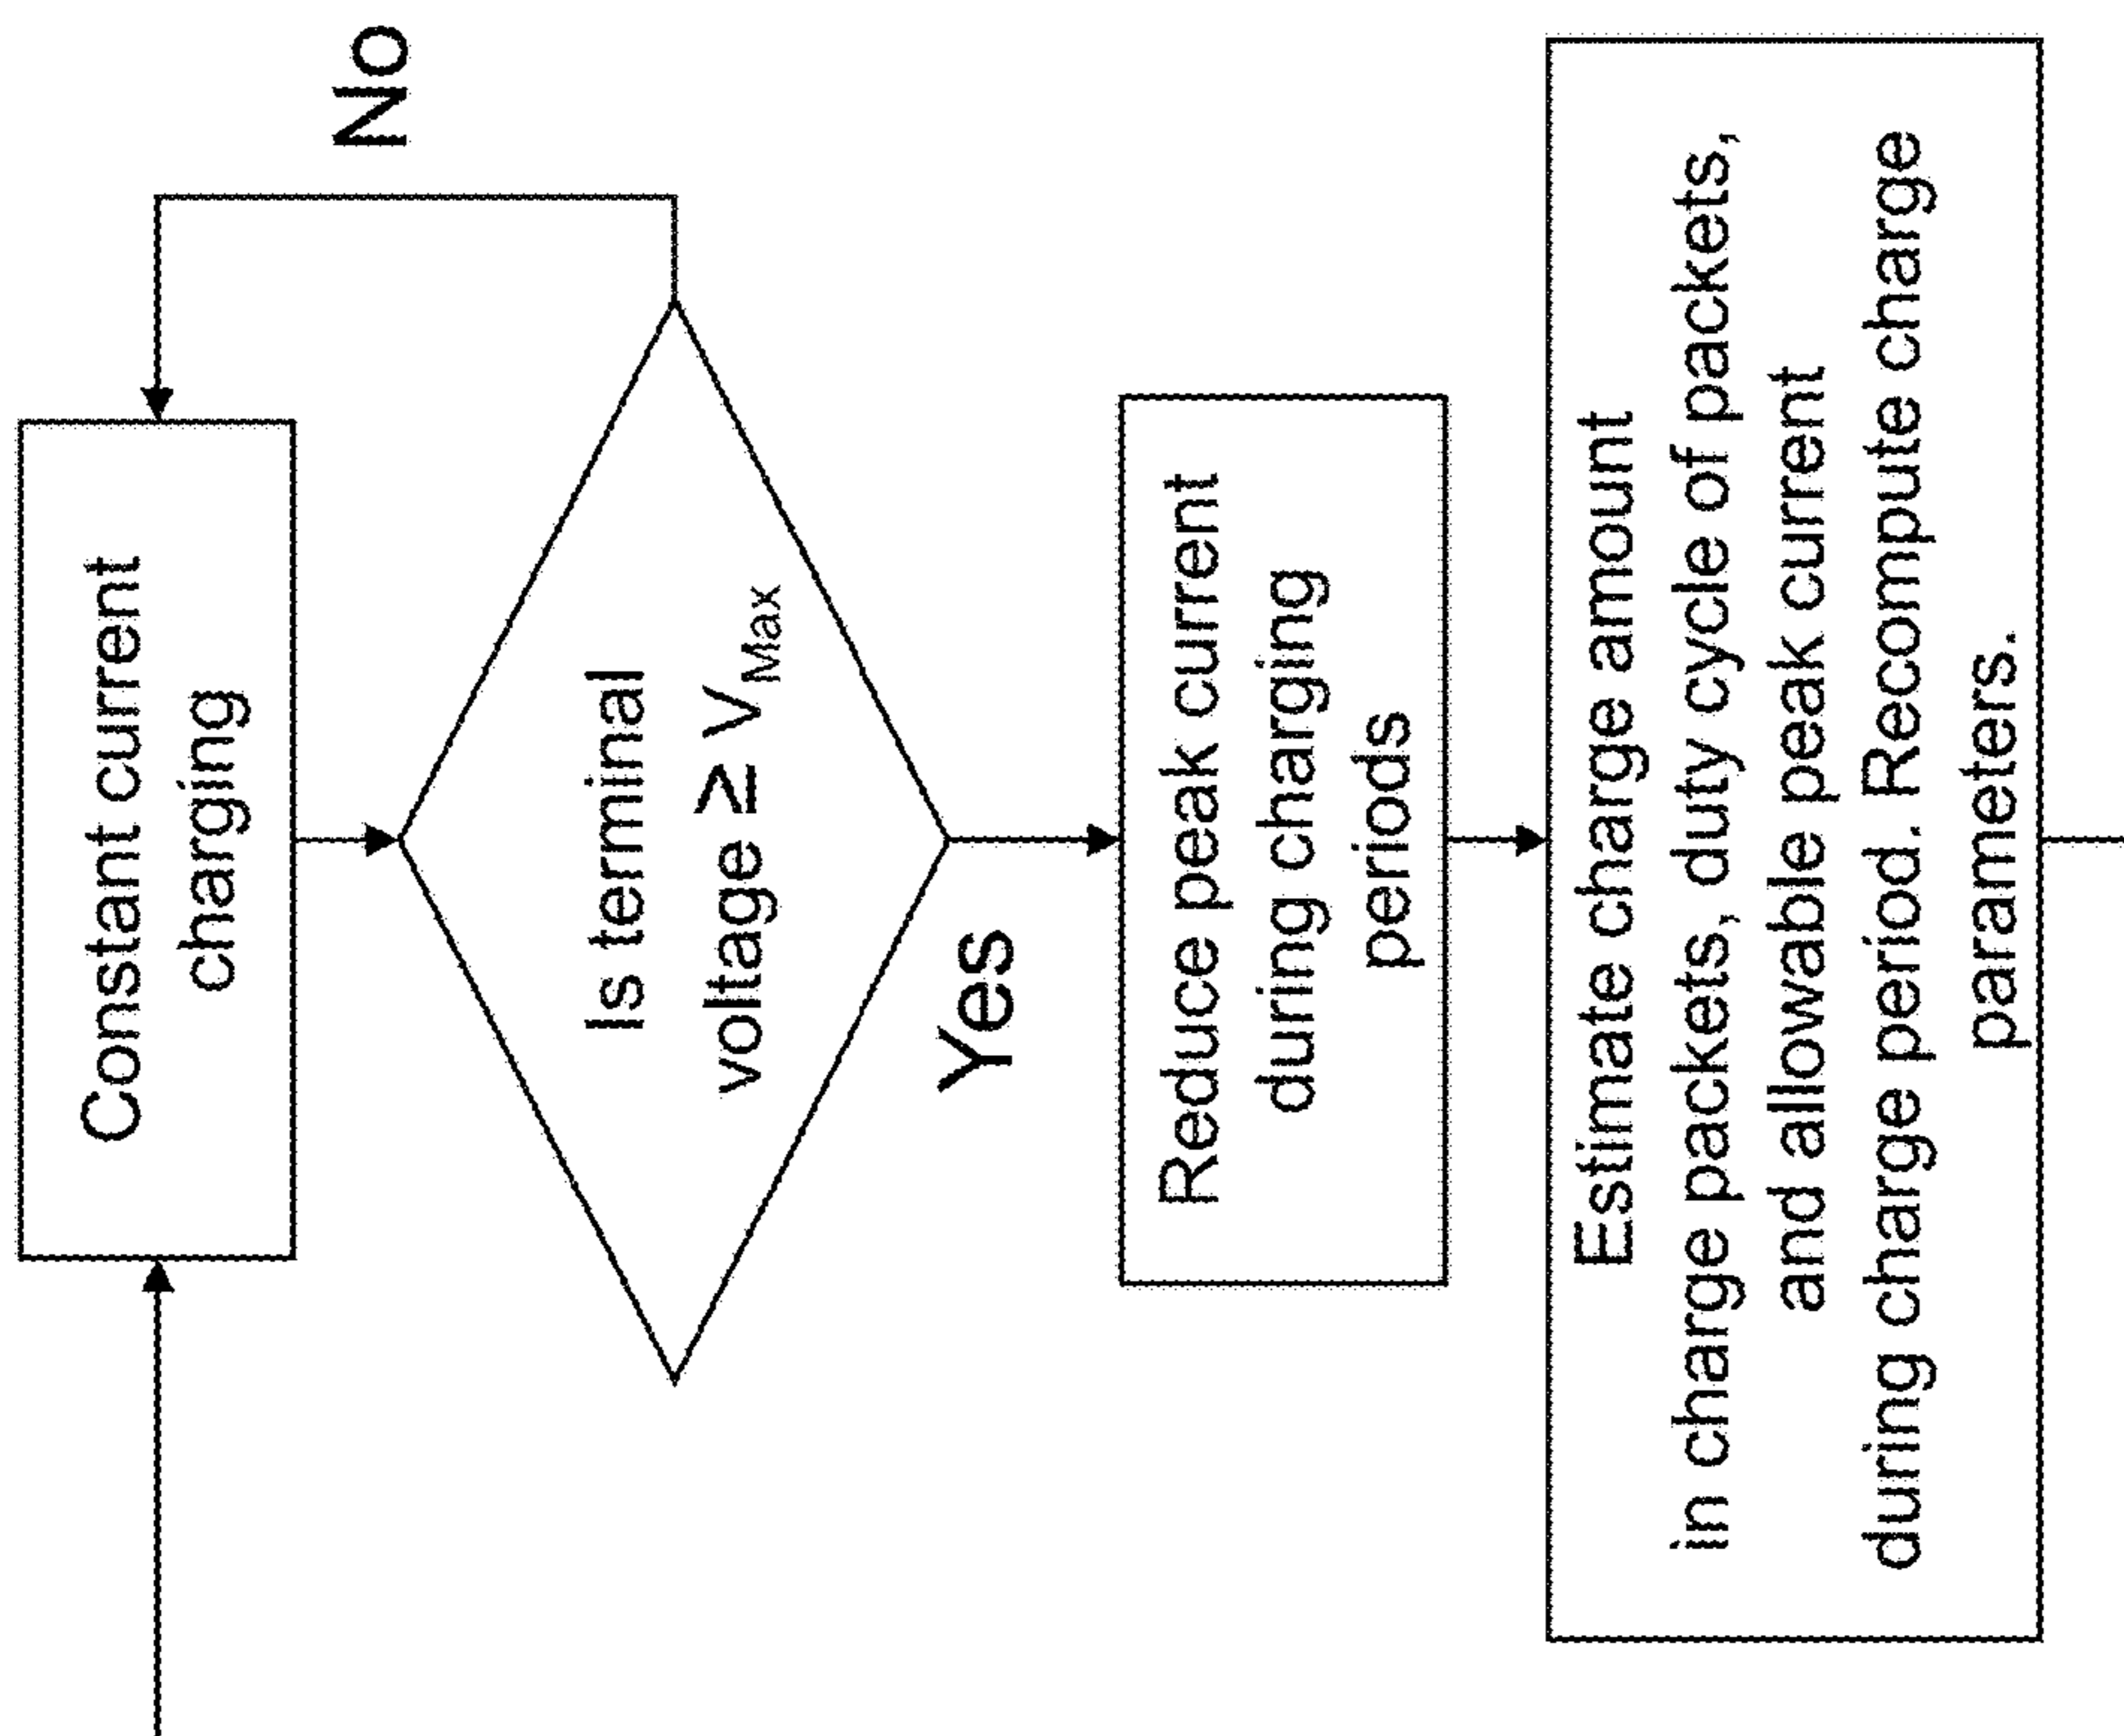 Constant current
charging
No
Is terminal
voltage ≥ VMax
Yes
Reduce peak current
during charging
periods
Estimate charge amount
in charge packets, duty cycle of packets,
and allowable peak current
during charge period. Recompute charge
parameters.